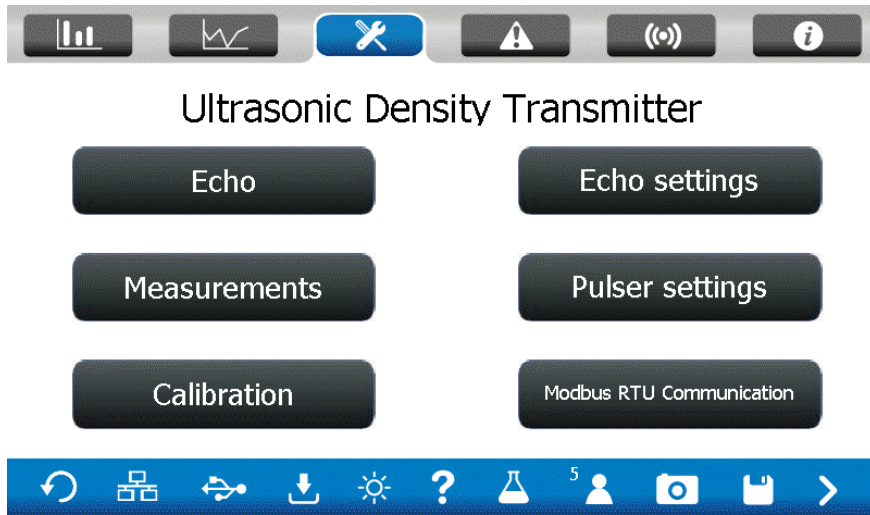 Ultrasonic Density Transmitter
Echo
Echo settings
Measurements
Pulser settings
Calibration
Modbus RTU Communication
?
5